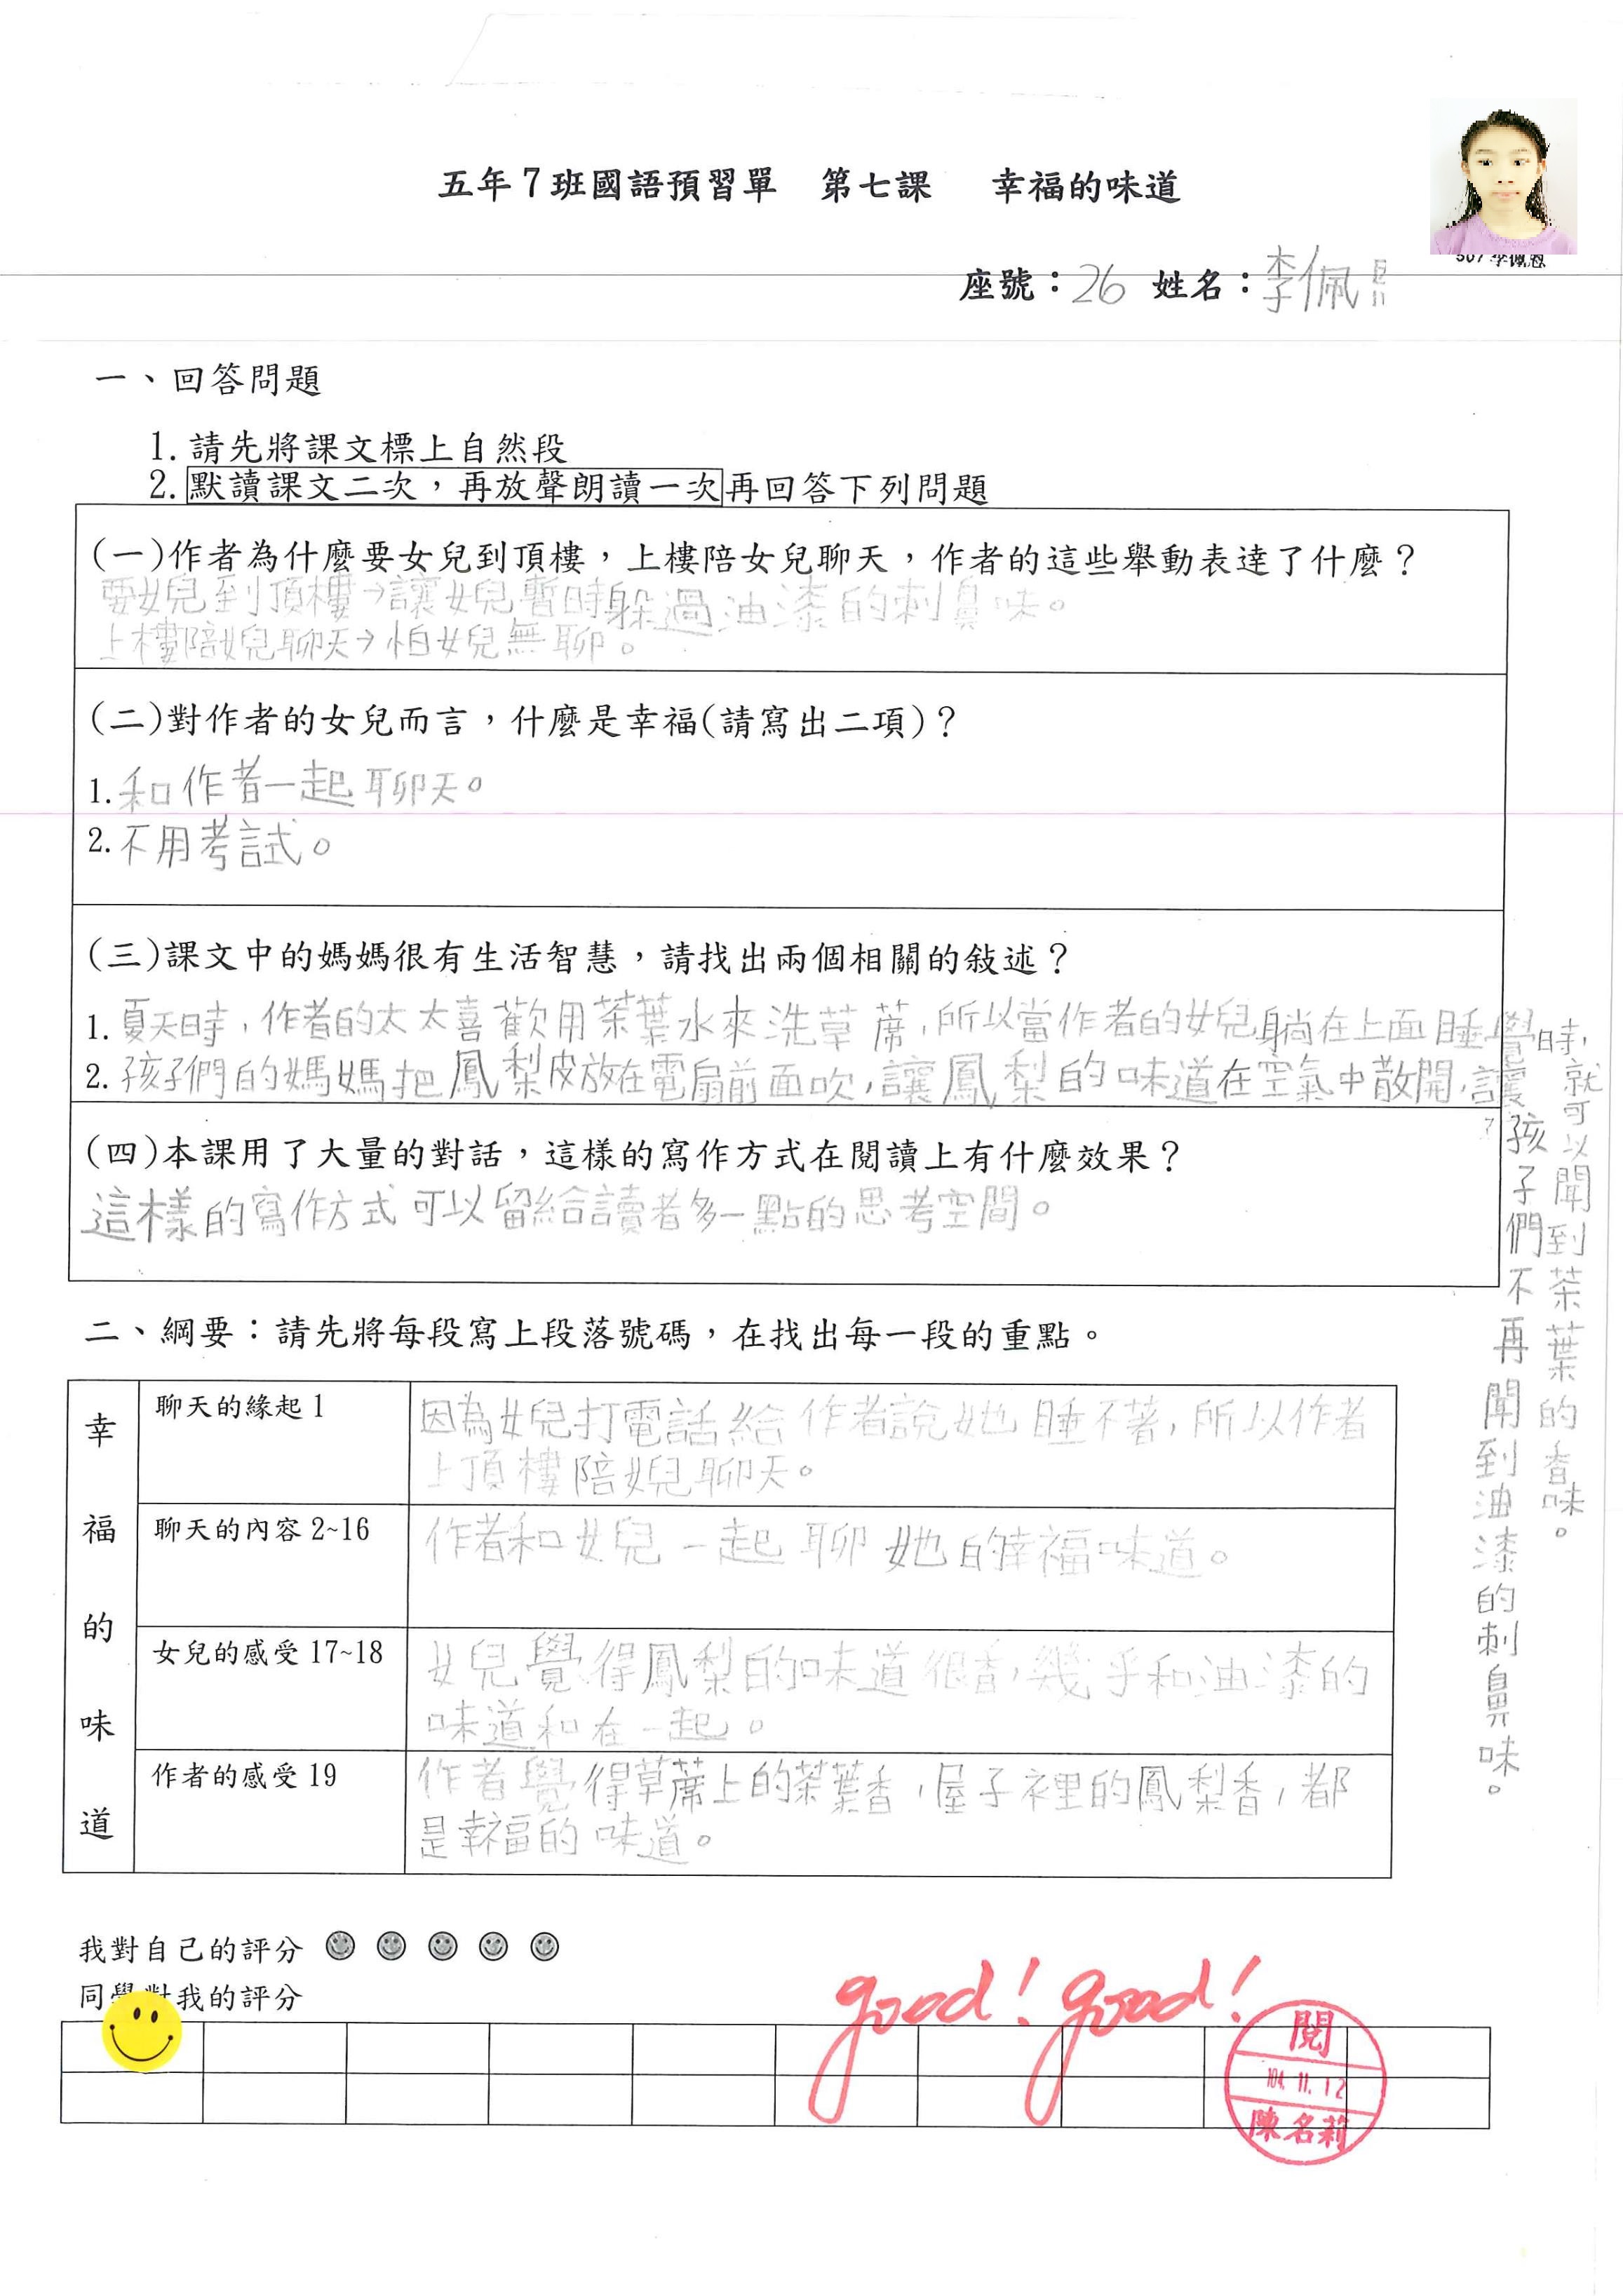 五年7班國語預習單 第七課 幸福的味道
507 李佩恩
座號：26 姓名：李佩
一、回答問題
1. 請先將課文標上自然段
2. 默讀課文二次，再放聲朗讀一次再回答下列問題
(一)作者為什麼要女兒到頂樓，上樓陪女兒聊天，作者的這些舉動表達了什麼？
要女兒到頂樓→讓女兒暫時躲過油漆的刺鼻味。
上樓陪女兒聊天→怕女兒無聊。
(二)對作者的女兒而言，什麼是幸福(請寫出二項)？
1. 和作者一起聊天。
2. 不用考試。
(三)課文中的媽媽很有生活智慧，請找出兩個相關的敍述？
1. 夏天時，作者的太太喜歡用茶葉水來洗草蓆，所以當作者的女兒躺在上面睡覺時，就可以聞到茶葉的香味。
2. 孩子們的媽媽把鳳梨皮放在電扇前面吹，讓鳳梨的味道在空氣中散開，讓孩子們不再聞到油漆的刺鼻味。
(四)本課用了大量的對話，這樣的寫作方式在閱讀上有什麼效果？
這樣的寫作方式可以留給讀者多一點的思考空間。
二、綱要：請先將每段寫上段落號碼，在找出每一段的重點。
幸福的味道
聊天的緣起 1
因為女兒打電話給作者說她睡不著，所以作者
上頂樓陪女兒聊天。
聊天的內容 2~16
作者和女兒一起聊她的幸福味道。
女兒的感受 17~18
女兒覺得鳳梨的味道很香，幾乎和油漆的
味道和在一起。
作者的感受 19
作者覺得草蓆上的茶葉香，屋子裡的鳳梨香，都
是幸福的味道。
我對自己的評分
同學對我的評分
good! good!
閱
104.11.12
陳名莉